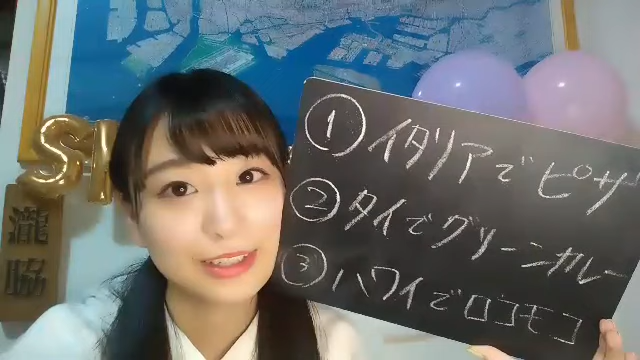 ① イタリアでピザ
② タイでグリーンカレー
③ ハワイでロコモコ
瀧脇